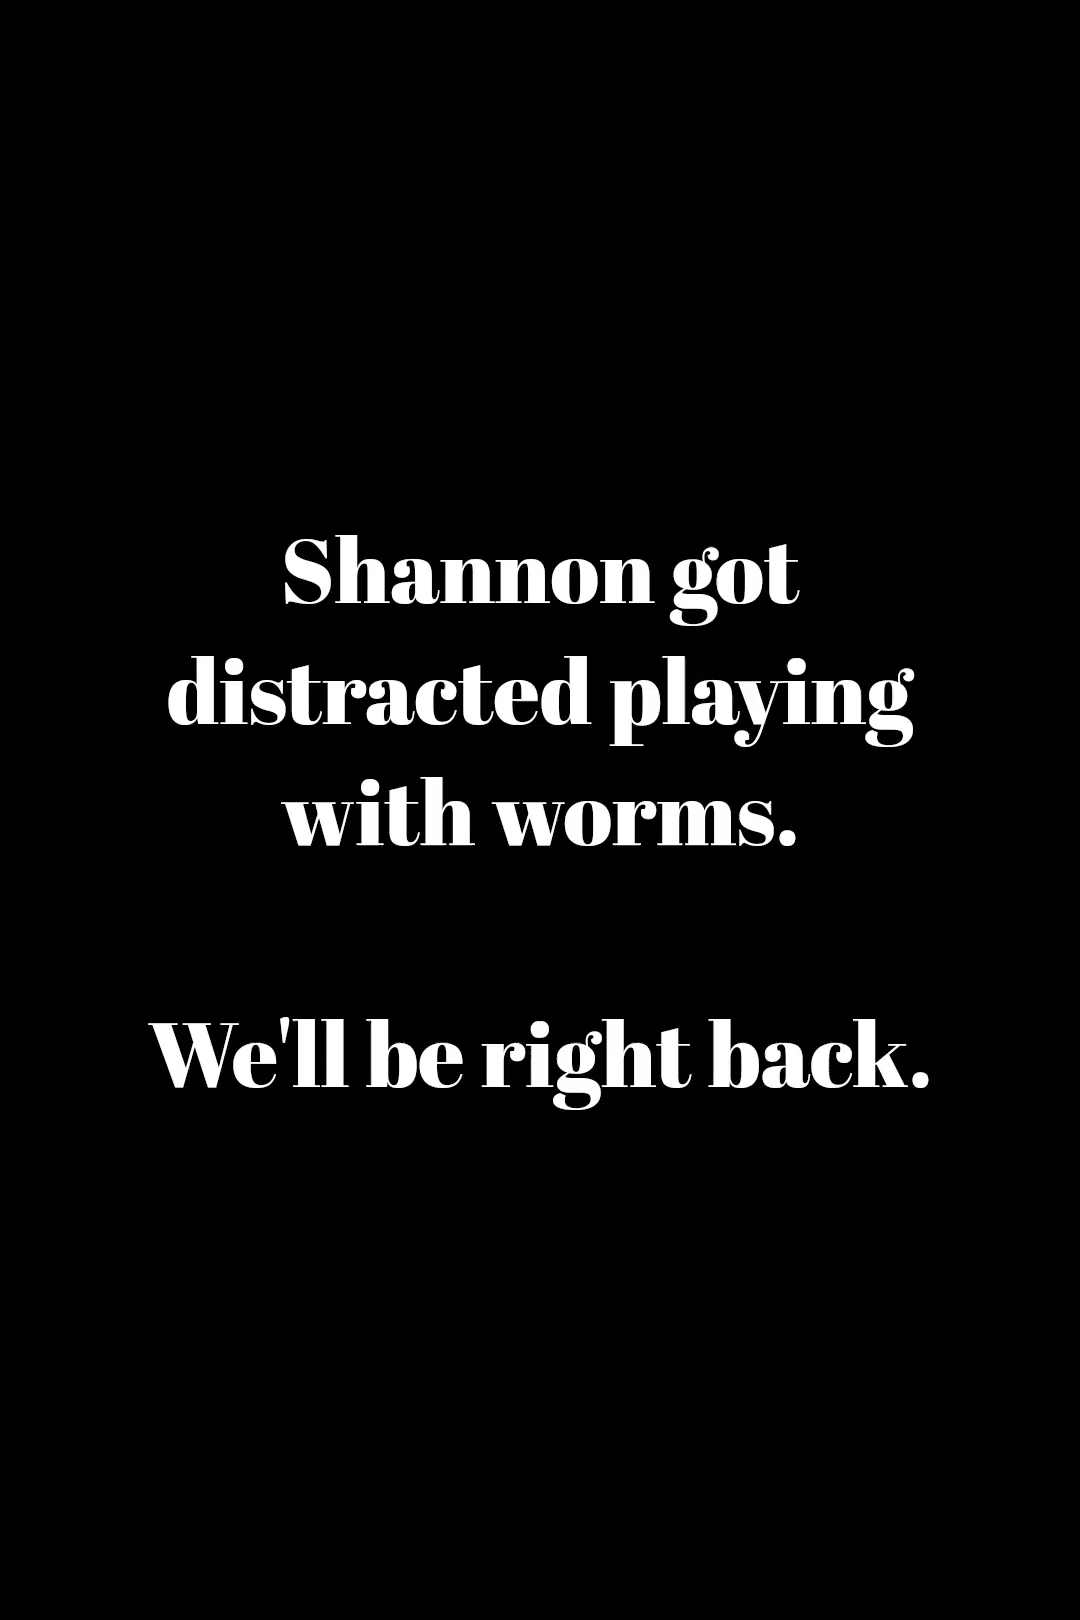 Shannon got
distracted playing
with worms.
We'll be right back.